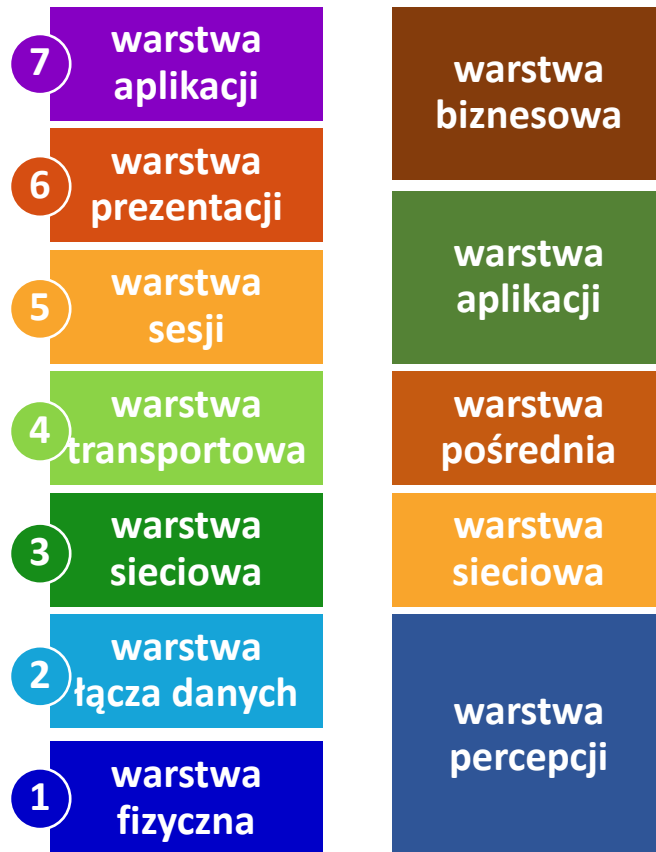 7
warstwa
aplikacji
6
warstwa
prezentacji
5
warstwa
sesji
4
warstwa
transportowa
3
warstwa
sieciowa
2
warstwa
łącza danych
1
warstwa
fizyczna
warstwa
biznesowa
warstwa
aplikacji
warstwa
pośrednia
warstwa
sieciowa
warstwa
percepcji